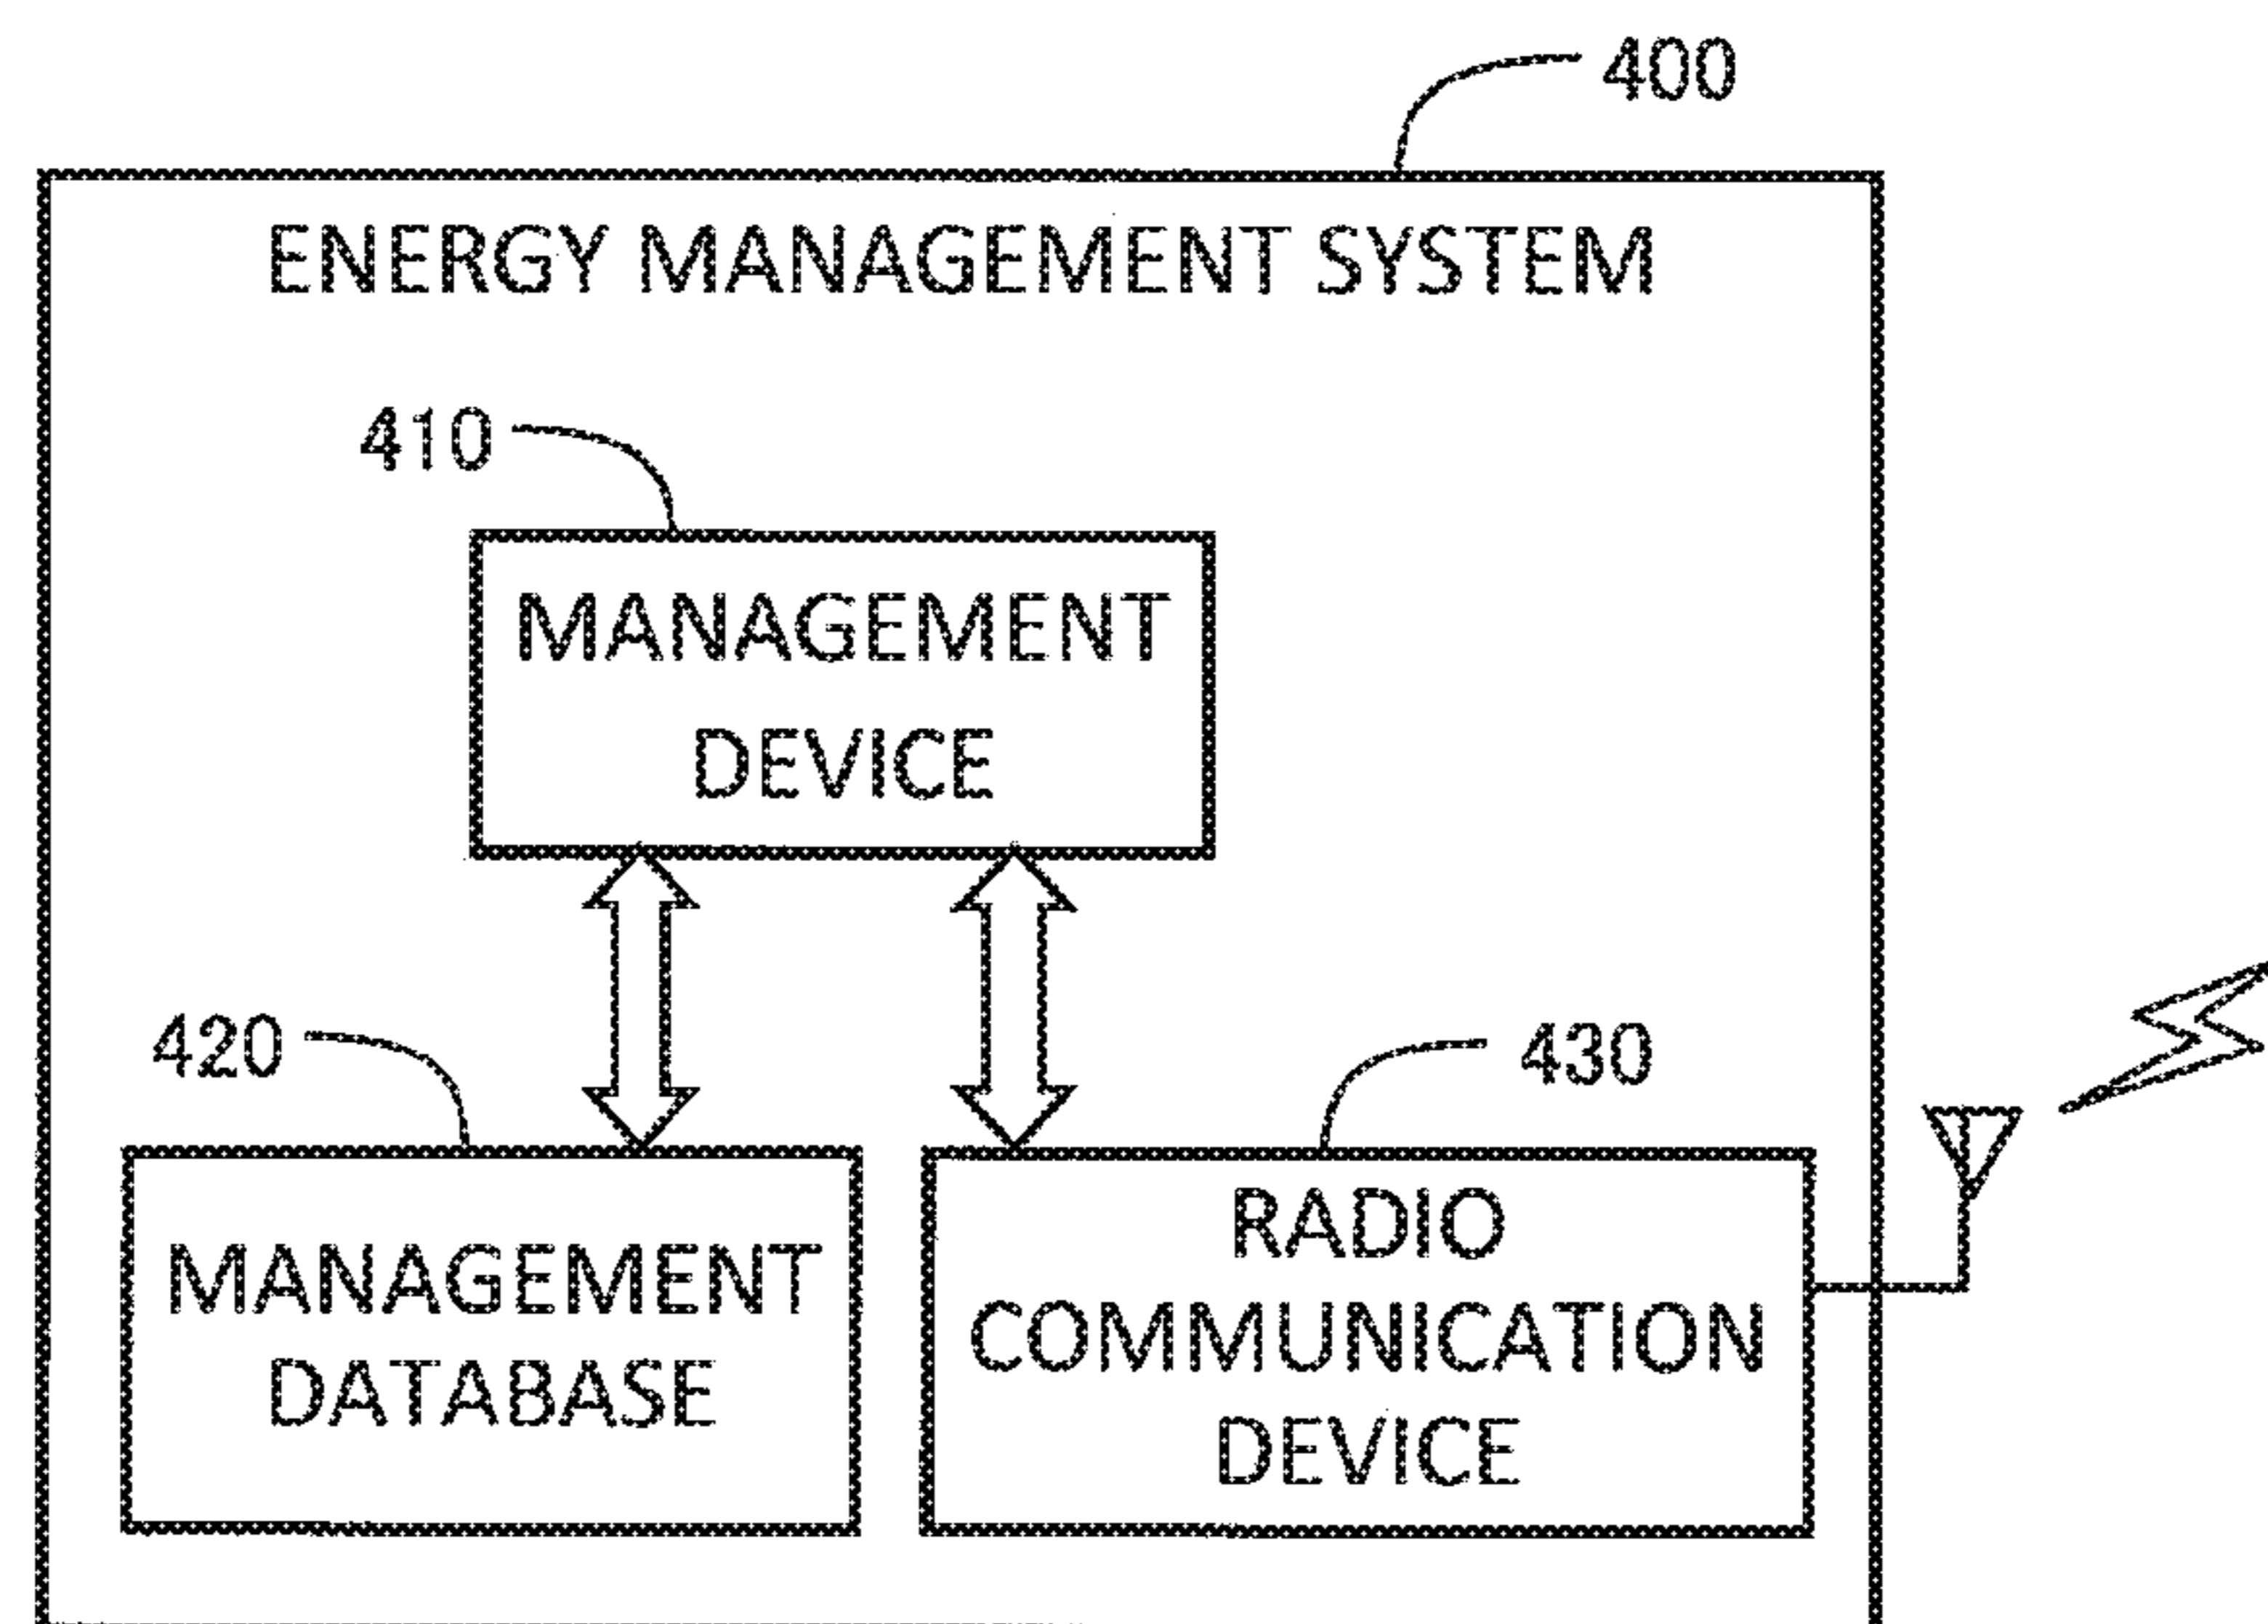 400
ENERGY MANAGEMENT SYSTEM
410
MANAGEMENT
DEVICE
420
430
MANAGEMENT
DATABASE
RADIO
COMMUNICATION
DEVICE